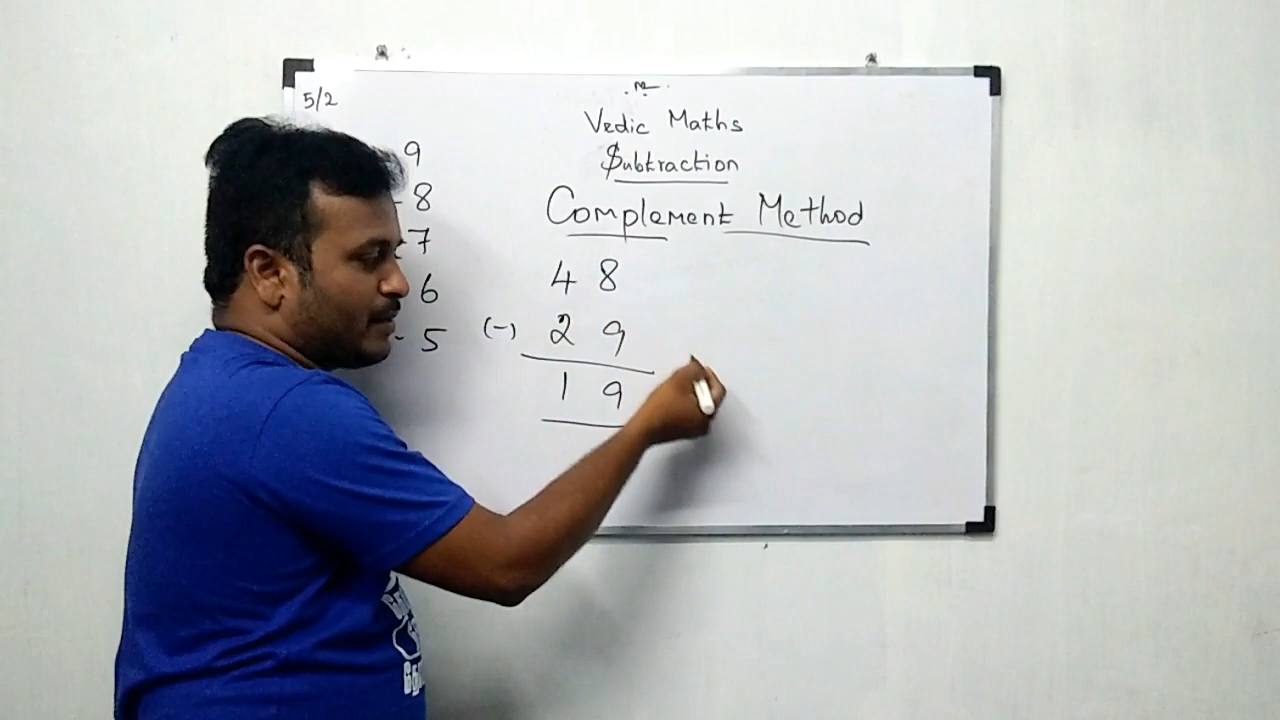 5/2
Vedic Maths
Subtraction
Complement Method
9
- 8
- 7
6
- 5
4 8
(-) 2 9
1 9